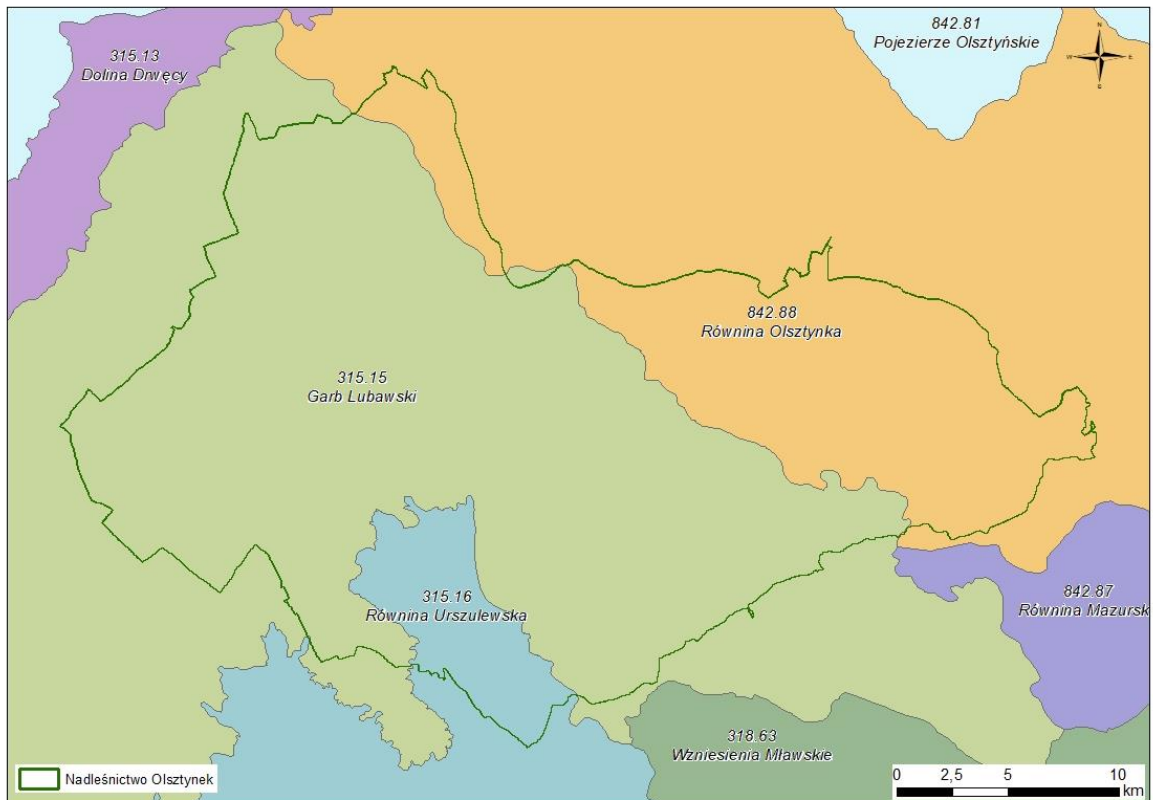 842.81
Pojezierze Olsztyńskie
N
W
E
S
315.13
Dolina Drwęcy
842.88
Równina Olsztynka
315.15
Garb Lubawski
315.16
Równina Urszulewska
842.87
Równina Mazursk
318.63
Wzniesienia Mławskie
Nadleśnictwo Olsztynek
0 2,5 5 10
km